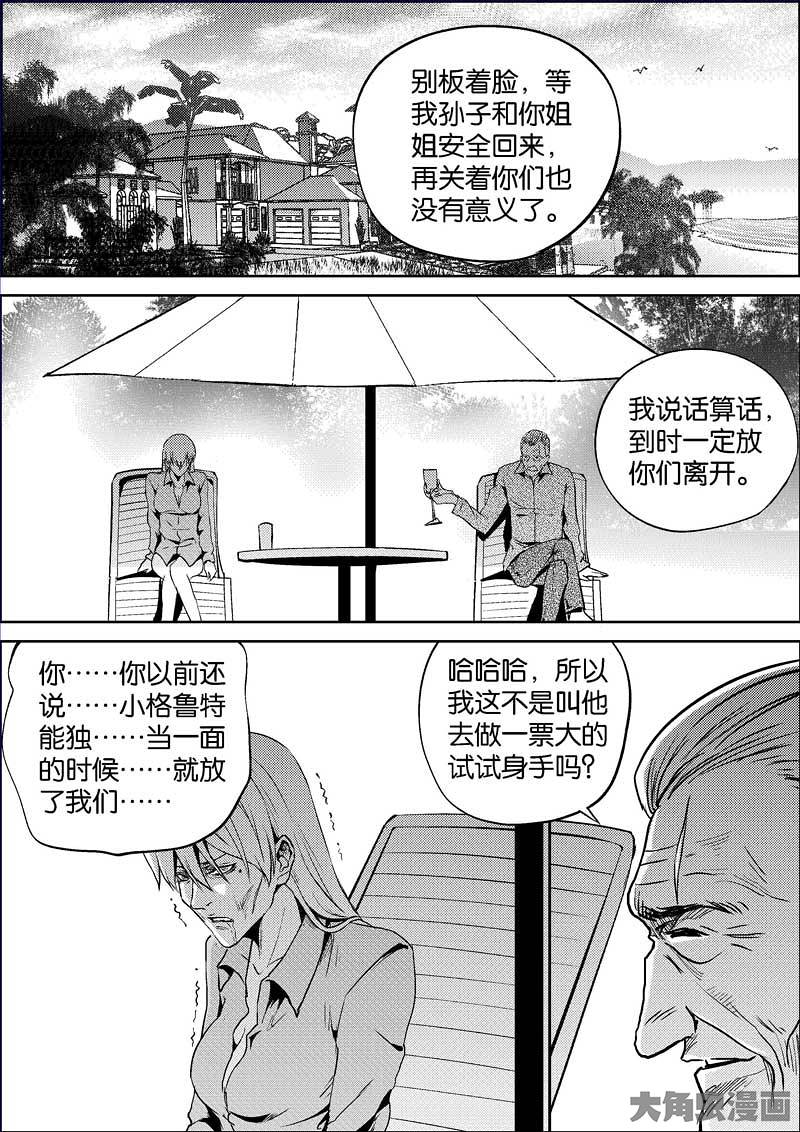 别板着脸，等
我孙子和你姐
姐安全回来，
再关着你们也
没有意义了。
我说话算话，
到时一定放
你们离开。
你……你以前还
说……小格鲁特
能独……当一面
的时候……就放
了我们……
哈哈哈，所以
我这不是叫他
去做一票大的
试试身手吗？
大角虫漫画